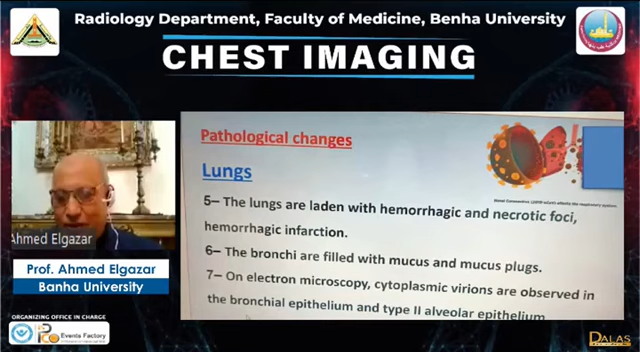 Radiology Department, Faculty of Medicine, Benha University
CHEST IMAGING
Pathological changes
Lungs
5– The lungs are laden with hemorrhagic and necrotic foci,
hemorrhagic infarction.
6– The bronchi are filled with mucus and mucus plugs.
7– On electron microscopy, cytoplasmic virions are observed in
the bronchial epithelium and type II alveolar epithelium
Ahmed Elgazar
Prof. Ahmed Elgazar
Banha University
ORGANIZING OFFICE IN CHARGE
Events Factory
DALAS